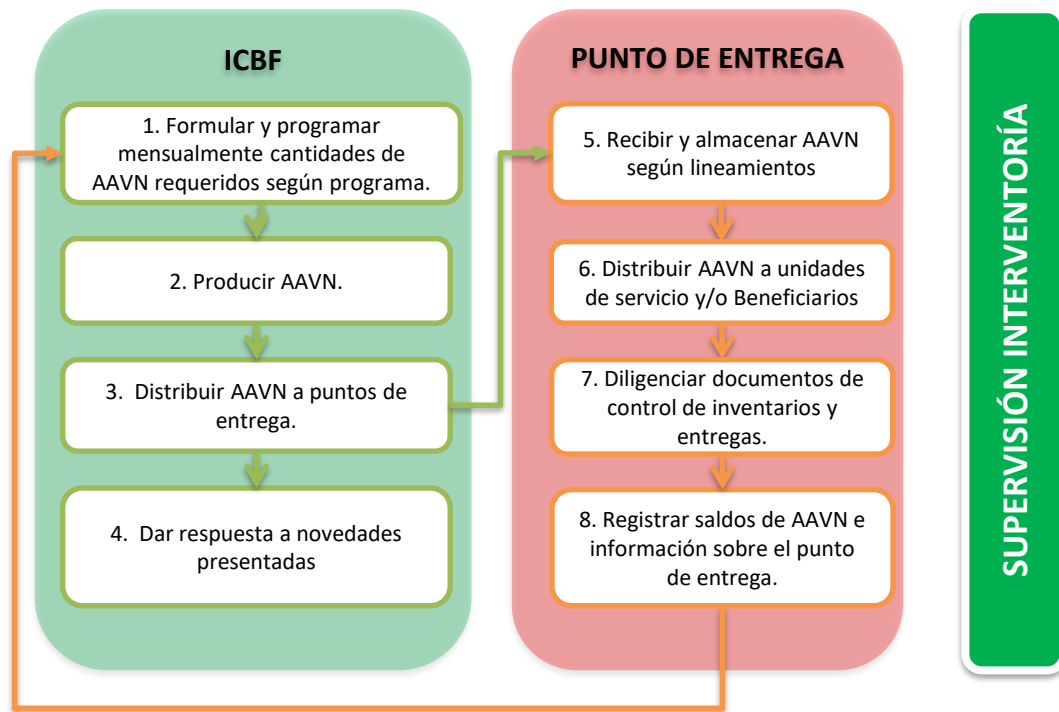 ICBF
1. Formular y programar
mensualmente cantidades de
AAVN requeridos según programa.
2. Producir AAVN.
3. Distribuir AAVN a puntos de
entrega.
4. Dar respuesta a novedades
presentadas
PUNTO DE ENTREGA
5. Recibir y almacenar AAVN
según lineamientos
6. Distribuir AAVN a unidades
de servicio y/o Beneficiarios
7. Diligenciar documentos de
control de inventarios y
entregas.
8. Registrar saldos de AAVN e
información sobre el punto
de entrega.
SUPERVISIÓN INTERVENTORÍA